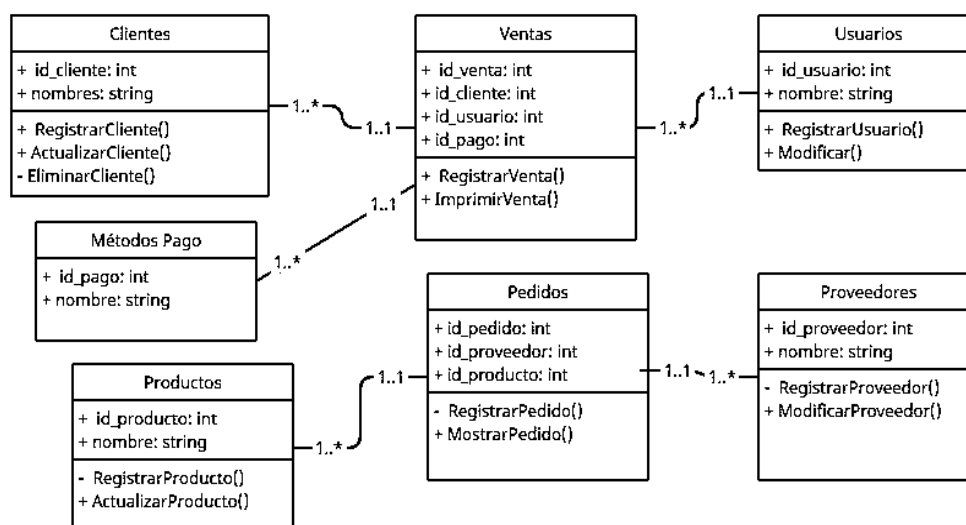 Clientes
+ id_cliente: int
+ nombres: string
+ RegistrarCliente()
+ ActualizarCliente()
- EliminarCliente()
1..*
1..1
Ventas
+ id_venta: int
+ id_cliente: int
+ id_usuario: int
+ id_pago: int
+ RegistrarVenta()
+ ImprimirVenta()
1..*
1..1
Usuarios
+ id_usuario: int
+ nombre: string
+ RegistrarUsuario()
+ Modificar()
Métodos Pago
+ id_pago: int
+ nombre: string
1..*
1..1
Pedidos
+ id_pedido: int
+ id_proveedor: int
+ id_producto: int
- RegistrarPedido()
+ MostrarPedido()
1..1
1..*
Proveedores
+ id_proveedor: int
+ nombre: string
- RegistrarProveedor()
+ ModificarProveedor()
Productos
+ id_producto: int
+ nombre: string
- RegistrarProducto()
+ ActualizarProducto()
1..*
1..1